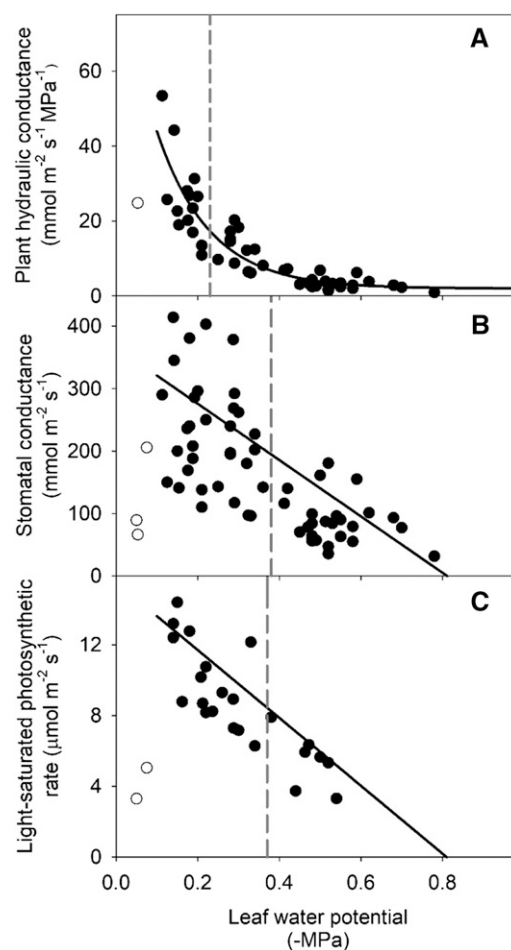 A
Plant hydraulic conductance
(mmol m⁻² s⁻¹ MPa⁻¹)
60
40
20
0
B
Stomatal conductance
(mmol m⁻² s⁻¹)
400
300
200
100
0
C
Light-saturated photosynthetic
rate (μmol m⁻² s⁻¹)
12
8
4
0
0.0 0.2 0.4 0.6 0.8
Leaf water potential
(-MPa)